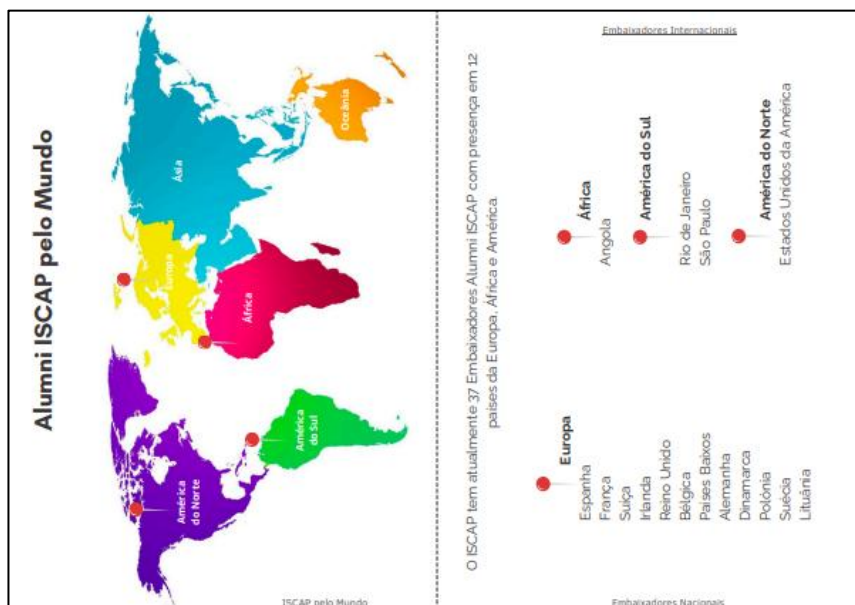 Alumni ISCAP pelo Mundo
América
do Norte
América
do Sul
Europa
África
Ásia
Oceânia
ISCAP pelo Mundo
O ISCAP tem atualmente 37 Embaixadores Alumni ISCAP com presença em 12
países da Europa, África e América.
Europa
Espanha
França
Suiça
Irlanda
Reino Unido
Bélgica
Países Baixos
Alemanha
Dinamarca
Polónia
Suécia
Lituânia
África
Angola
América do Sul
Rio de Janeiro
São Paulo
América do Norte
Estados Unidos da América
Embaixadores Nacionais
Embaixadores Internacionais